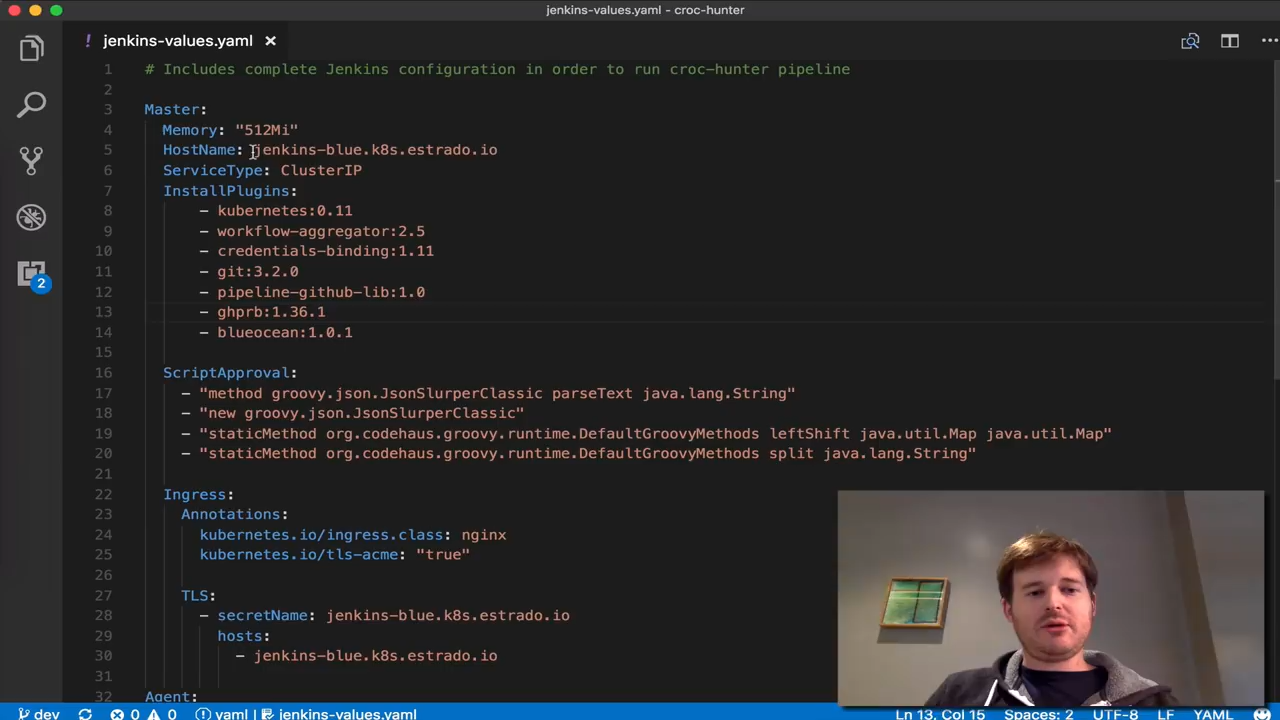 jenkins-values.yaml - croc-hunter
! jenkins-values.yaml ×
1 # Includes complete Jenkins configuration in order to run croc-hunter pipeline
2
3 Master:
4 Memory: "512Mi"
5 HostName: jenkins-blue.k8s.estrado.io
6 ServiceType: ClusterIP
7 InstallPlugins:
8 - kubernetes:0.11
9 - workflow-aggregator:2.5
10 - credentials-binding:1.11
11 - git:3.2.0
12 - pipeline-github-lib:1.0
13 - ghprb:1.36.1
14 - blueocean:1.0.1
15
16 ScriptApproval:
17 - "method groovy.json.JsonSlurperClassic parseText java.lang.String"
18 - "new groovy.json.JsonSlurperClassic"
19 - "staticMethod org.codehaus.groovy.runtime.DefaultGroovyMethods leftShift java.util.Map java.util.Map"
20 - "staticMethod org.codehaus.groovy.runtime.DefaultGroovyMethods split java.lang.String"
21
22 Ingress:
23 Annotations:
24 kubernetes.io/ingress.class: nginx
25 kubernetes.io/tls-acme: "true"
26
27 TLS:
28 - secretName: jenkins-blue.k8s.estrado.io
29 hosts:
30 - jenkins-blue.k8s.estrado.io
31
32 Agent:
2
dev 0 0 yaml | jenkins-values.yaml Ln 13, Col 15 Spaces: 2 UTF-8 LF YAML